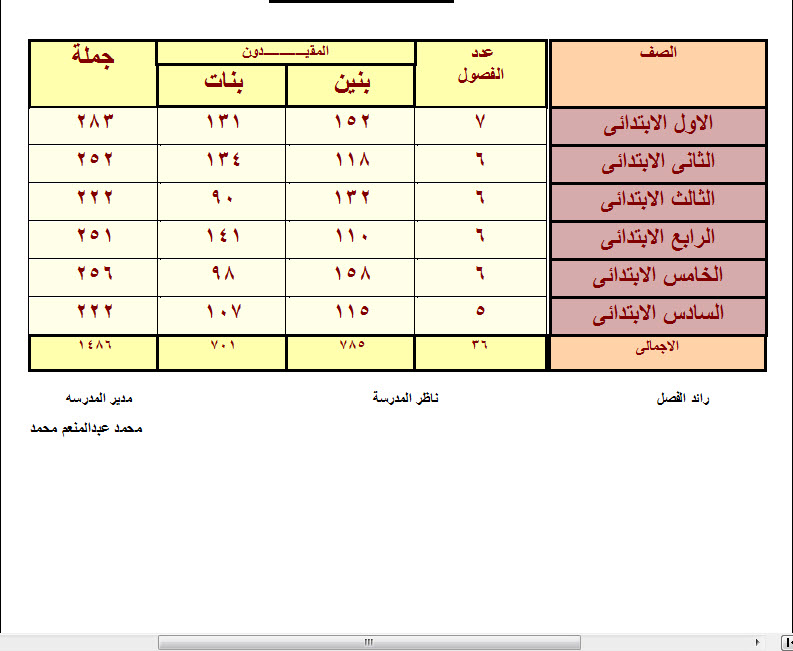 الصف عدد الفصول المقيـــــــــــدون جملة
بنين بنات
الاول الابتدائى ٧ ١٥٢ ١٣١ ٢٨٣
الثانى الابتدائى ٦ ١١٨ ١٣٤ ٢٥٢
الثالث الابتدائى ٦ ١٣٢ ٩٠ ٢٢٢
الرابع الابتدائى ٦ ١١٠ ١٤١ ٢٥١
الخامس الابتدائى ٦ ١٥٨ ٩٨ ٢٥٦
السادس الابتدائى ٥ ١١٥ ١٠٧ ٢٢٢
الاجمالى ٣٦ ٧٨٥ ٧٠١ ١٤٨٦
رائد الفصل ناظر المدرسة مدير المدرسه
محمد عبدالمنعم محمد